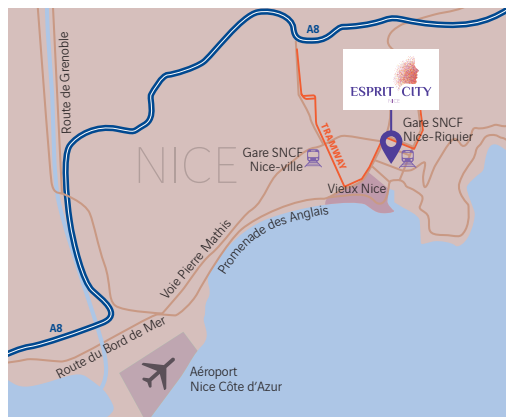 A8
A8
Route de Grenoble
ESPRIT CITY
NICE
Gare SNCF
Nice-Riquier
TRAMWAY
Gare SNCF
Nice-ville
NICE
Vieux Nice
Promenade des Anglais
Voie Pierre Mathis
A8
Route du Bord de Mer
Aéroport
Nice Côte d'Azur